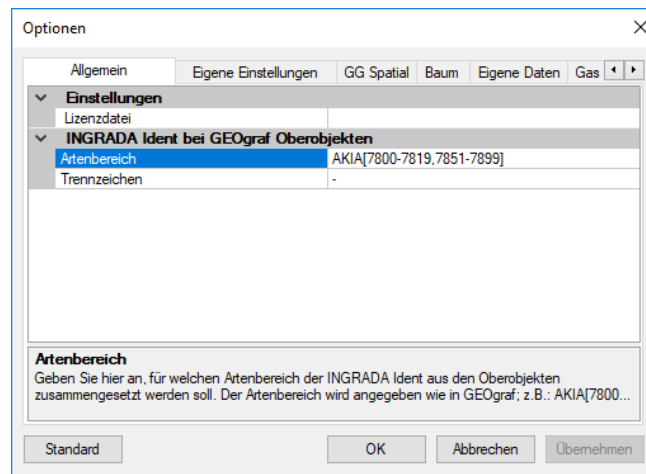 Optionen
Allgemein Eigene Einstellungen GG Spatial Baum Eigene Daten Gas
Einstellungen
Lizenzdatei
INGRADA Ident bei GEOgraf Oberobjekten
Artenbereich AKIA[7800-7819,7851-7899]
Trennzeichen -
Artenbereich
Geben Sie hier an, für welchen Artenbereich der INGRADA Ident aus den Oberobjekten
zusammengesetzt werden soll. Der Artenbereich wird angegeben wie in GEOgraf; z.B.: AKIA[7800...
Standard OK Abbrechen Übernehmen